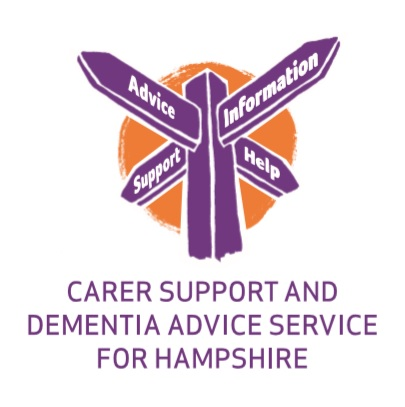 Advice
Information
Support
Help
CARER SUPPORT AND
DEMENTIA ADVICE SERVICE
FOR HAMPSHIRE